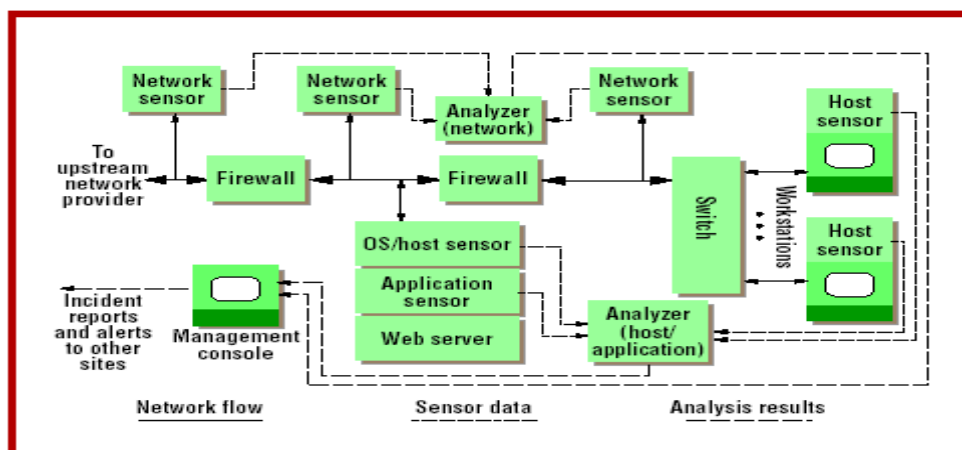 Network
sensor
Network
sensor
Analyzer
(network)
Network
sensor
Host
sensor
To
upstream
network
provider
Firewall
Firewall
Switch
Workstations
Host
sensor
OS/host sensor
Application
sensor
Web server
Analyzer
(host/
application)
Incident
reports
and alerts
to other
sites
Management
console
Network flow
Sensor data
Analysis results